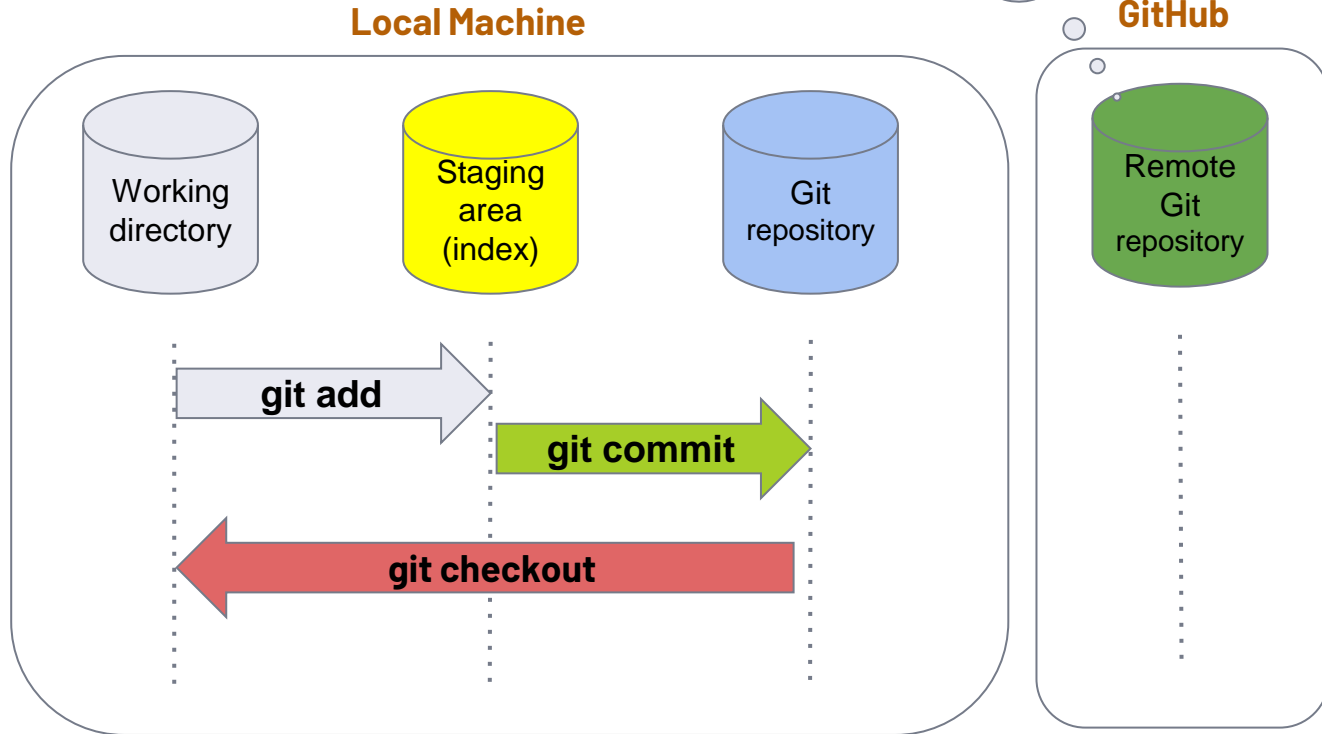 Local Machine
GitHub
Working
directory
Staging
area
(index)
Git
repository
Remote
Git
repository
git add
git commit
git checkout